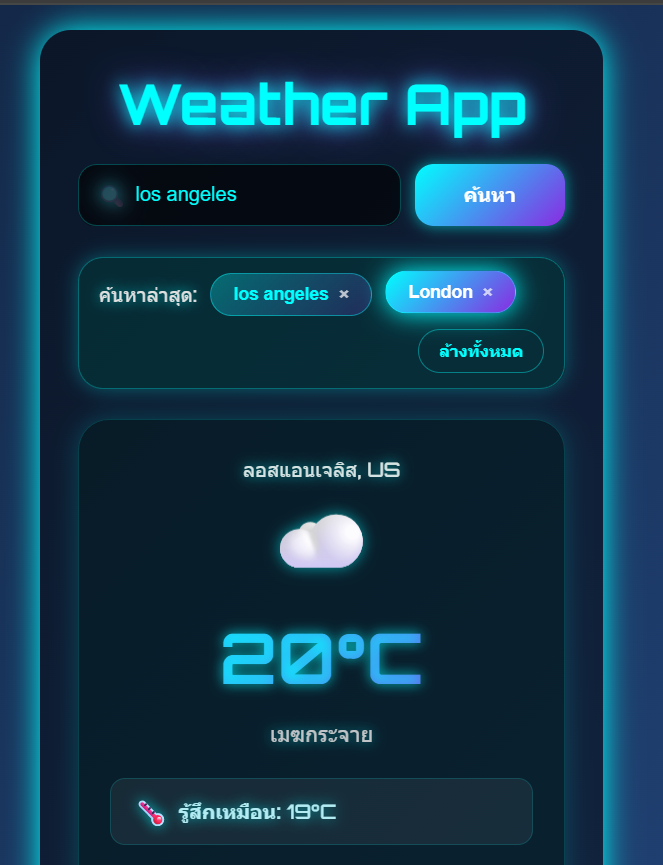 Weather App
los angeles
ค้นหา
ค้นหาล่าสุด: los angeles × London ×
ล้างทั้งหมด
ลอสแอนเจลิส, US
20°C
เมฆกระจาย
รู้สึกเหมือน: 19°C